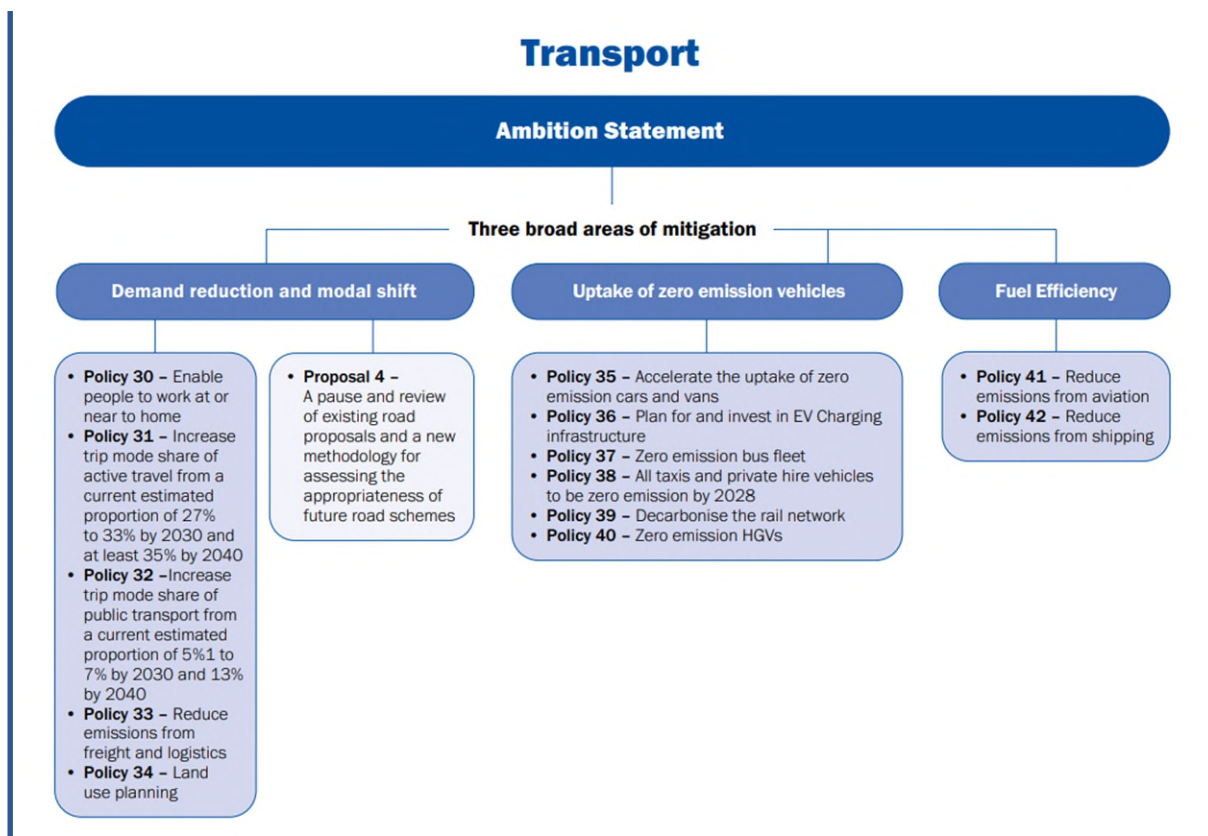 Transport
Ambition Statement
Three broad areas of mitigation
Demand reduction and modal shift
• Policy 30 – Enable
people to work at or
near to home
• Policy 31 – Increase
trip mode share of
active travel from a
current estimated
proportion of 27%
to 33% by 2030 and
at least 35% by 2040
• Policy 32 –Increase
trip mode share of
public transport from
a current estimated
proportion of 5%1 to
7% by 2030 and 13%
by 2040
• Policy 33 – Reduce
emissions from
freight and logistics
• Policy 34 – Land
use planning
• Proposal 4 –
A pause and review
of existing road
proposals and a new
methodology for
assessing the
appropriateness of
future road schemes
Uptake of zero emission vehicles
• Policy 35 – Accelerate the uptake of zero
emission cars and vans
• Policy 36 – Plan for and invest in EV Charging
infrastructure
• Policy 37 – Zero emission bus fleet
• Policy 38 – All taxis and private hire vehicles
to be zero emission by 2028
• Policy 39 – Decarbonise the rail network
• Policy 40 – Zero emission HGVs
Fuel Efficiency
• Policy 41 – Reduce
emissions from aviation
• Policy 42 – Reduce
emissions from shipping